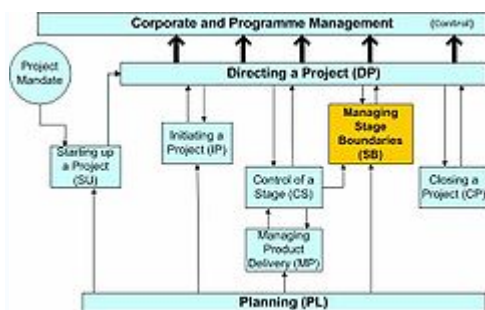 Corporate and Programme Management (Control)
Project
Mandate
Directing a Project (DP)
Starting up
a Project
(SU)
Initiating a
Project (IP)
Managing
Stage
Boundaries
(SB)
Control of a
Stage (CS)
Closing a
Project (CP)
Managing
Product
Delivery (MP)
Planning (PL)